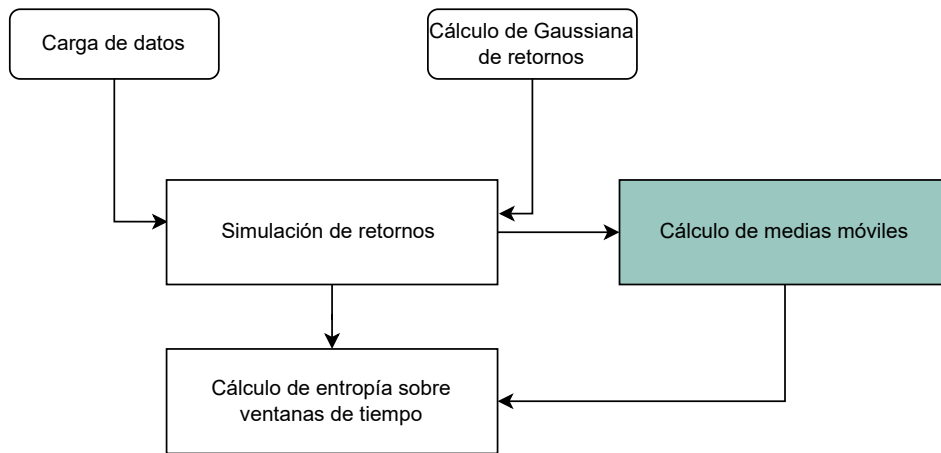 Carga de datos
Cálculo de Gaussiana
de retornos
Simulación de retornos
Cálculo de medias móviles
Cálculo de entropía sobre
ventanas de tiempo